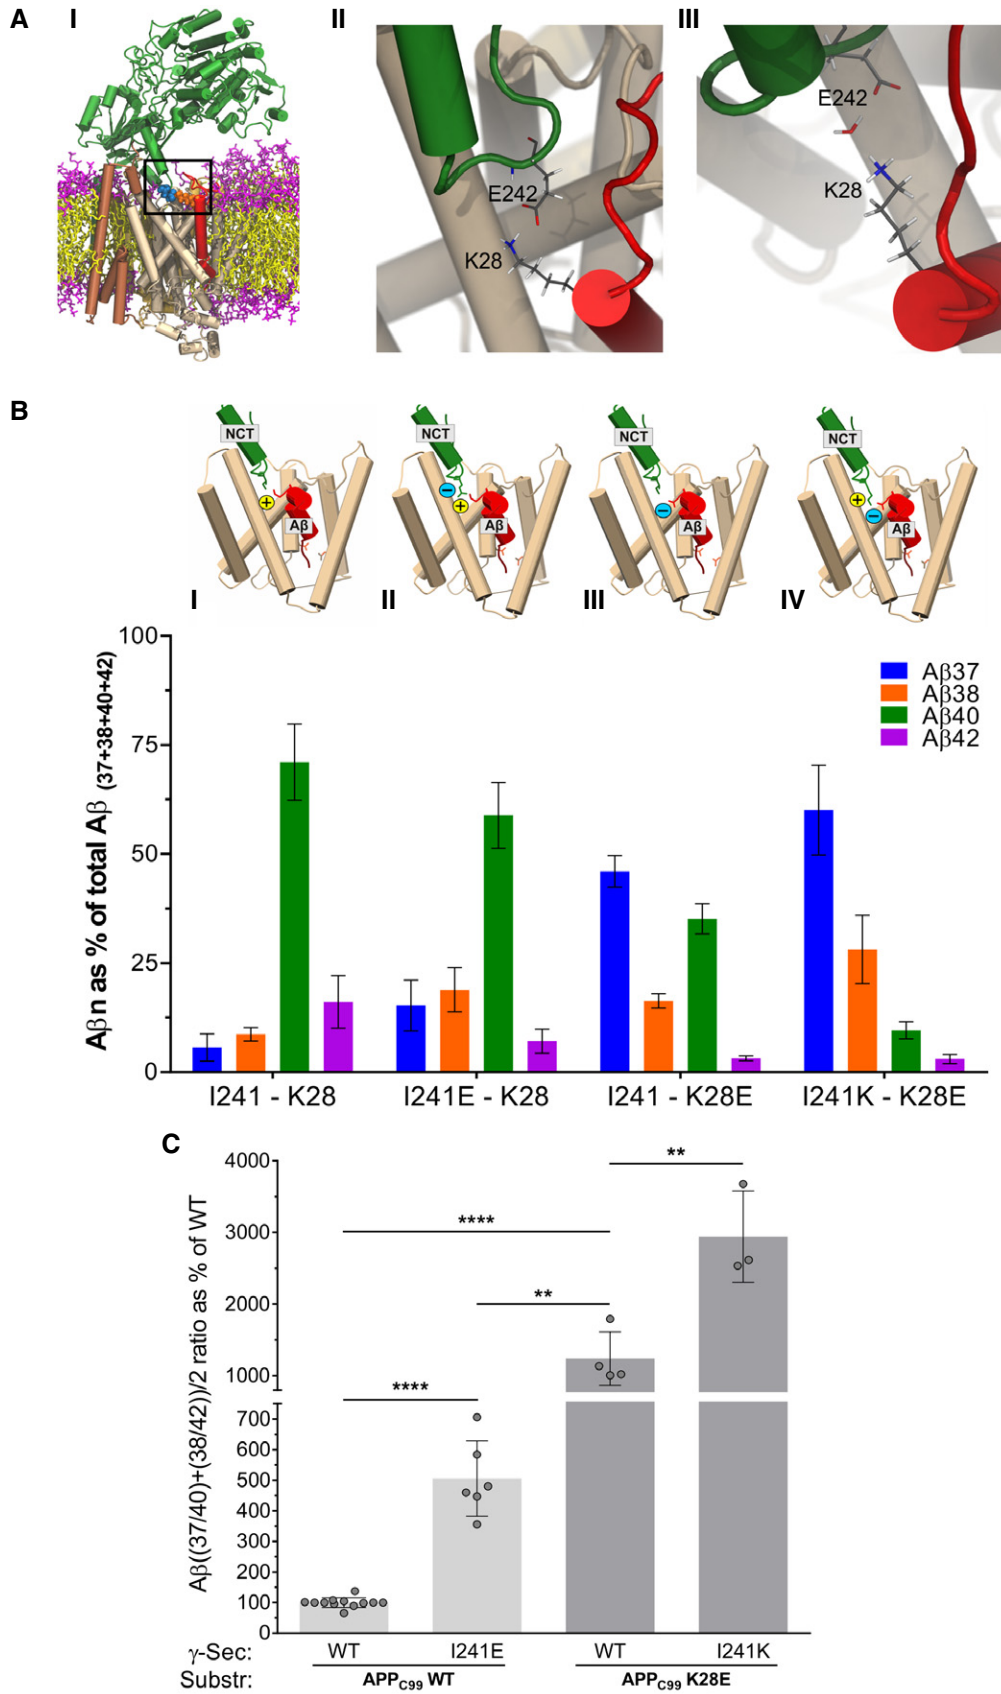 A
I
II
III
E242
K28
E242
K28
B
NCT
+
Aβ
I
NCT
−
+
Aβ
II
NCT
−
Aβ
III
NCT
+
−
Aβ
IV
Aβn as % of total Aβ (37+38+40+42)
100
75
50
25
0
Aβ37
Aβ38
Aβ40
Aβ42
I241 - K28
I241E - K28
I241 - K28E
I241K - K28E
C
Aβ((37/40)+(38/42))/2 ratio as % of WT
4000
3000
2000
1000
700
600
500
400
300
200
100
0
****
****
**
**
γ-Sec:
WT
I241E
WT
I241K
Substr:
APPC99 WT
APPC99 K28E